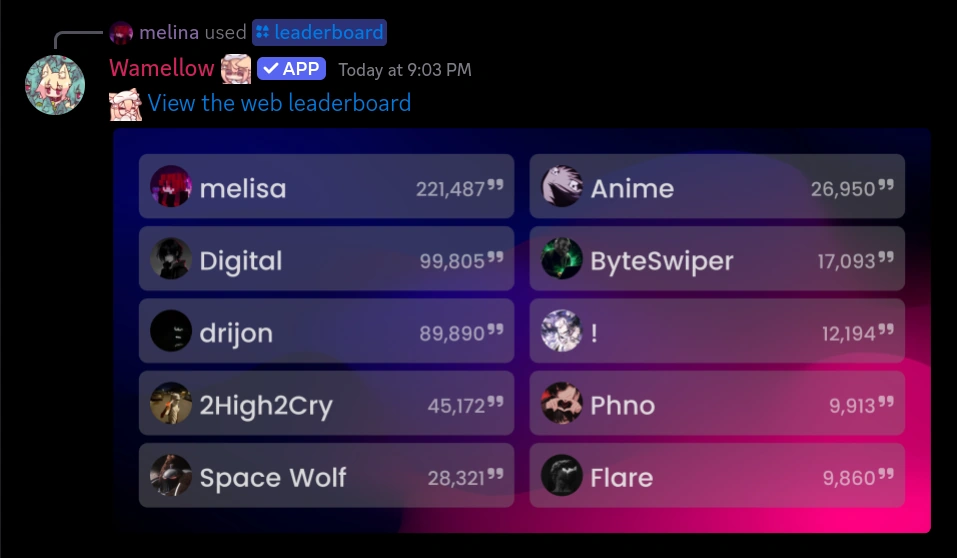 melina used leaderboard
Wamellow APP Today at 9:03 PM
View the web leaderboard
melisa 221,487
Digital 99,805
drijon 89,890
2High2Cry 45,172
Space Wolf 28,321
Anime 26,950
ByteSwiper 17,093
! 12,194
Phno 9,913
Flare 9,860